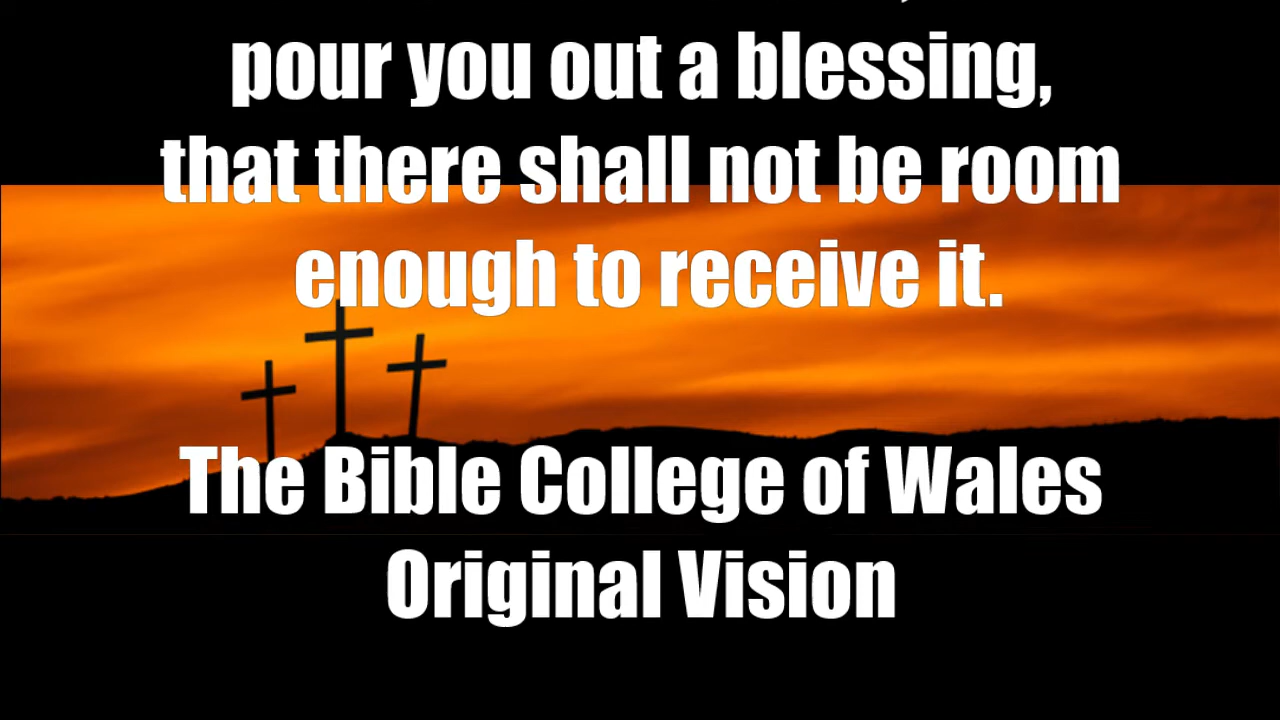 pour you out a blessing,
that there shall not be room
enough to receive it.
The Bible College of Wales
Original Vision